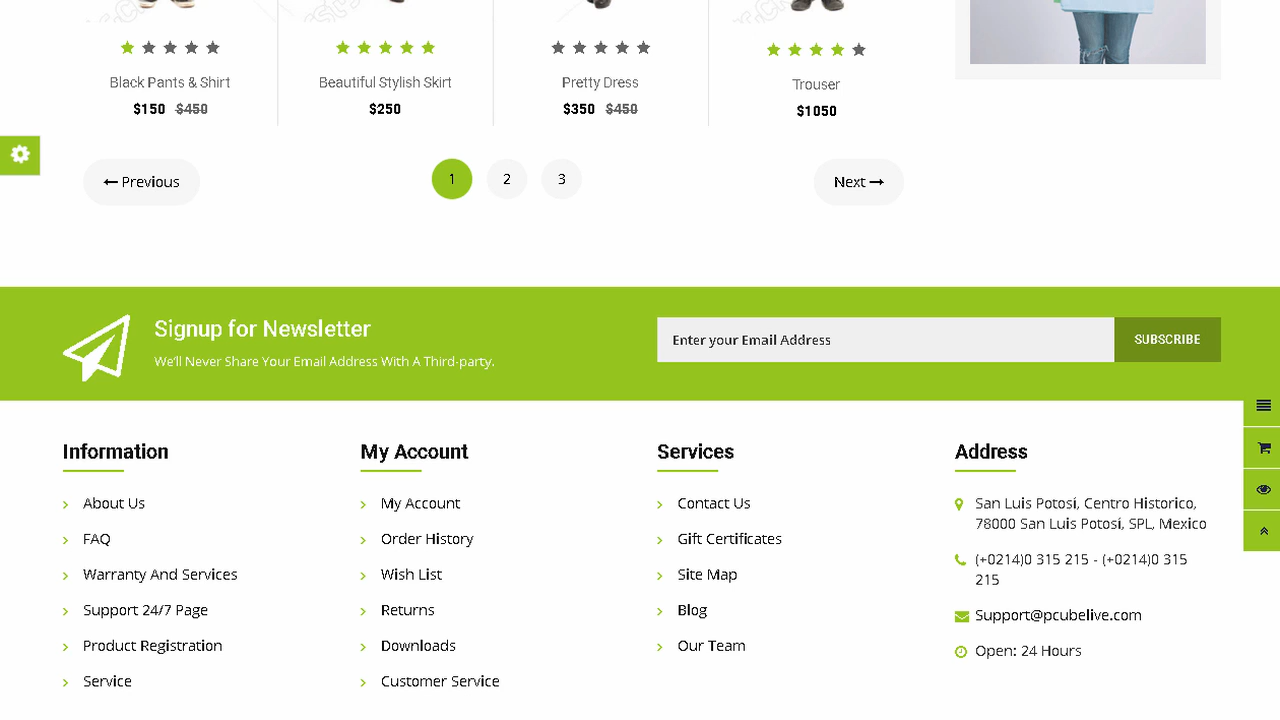 Black Pants & Shirt
$150 $450
Beautiful Stylish Skirt
$250
Pretty Dress
$350 $450
Trouser
$1050
Previous
1
2
3
Next
Signup for Newsletter
We'll Never Share Your Email Address With A Third-party.
Enter your Email Address
SUBSCRIBE
Information
About Us
FAQ
Warranty And Services
Support 24/7 Page
Product Registration
Service
My Account
My Account
Order History
Wish List
Returns
Downloads
Customer Service
Services
Contact Us
Gift Certificates
Site Map
Blog
Our Team
Address
San Luis Potosí, Centro Historico,
78000 San Luis Potosí, SPL, Mexico
(+0214)0 315 215 - (+0214)0 315
215
Support@pcubelive.com
Open: 24 Hours